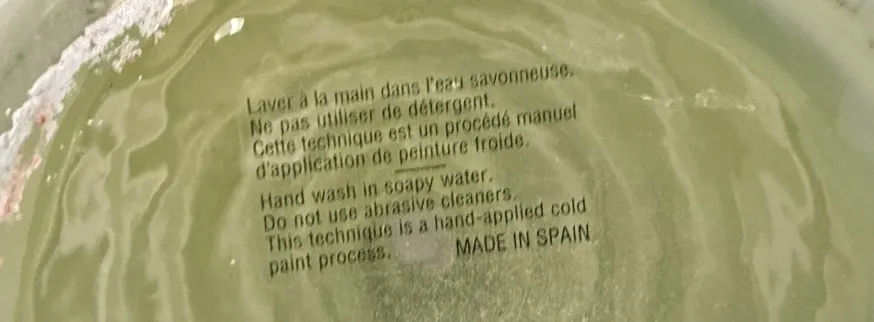 Laver à la main dans l'eau savonneuse.
Ne pas utiliser de détergent.
Cette technique est un procédé manuel
d'application de peinture froide.
Hand wash in soapy water.
Do not use abrasive cleaners.
This technique is a hand-applied cold
paint process. MADE IN SPAIN